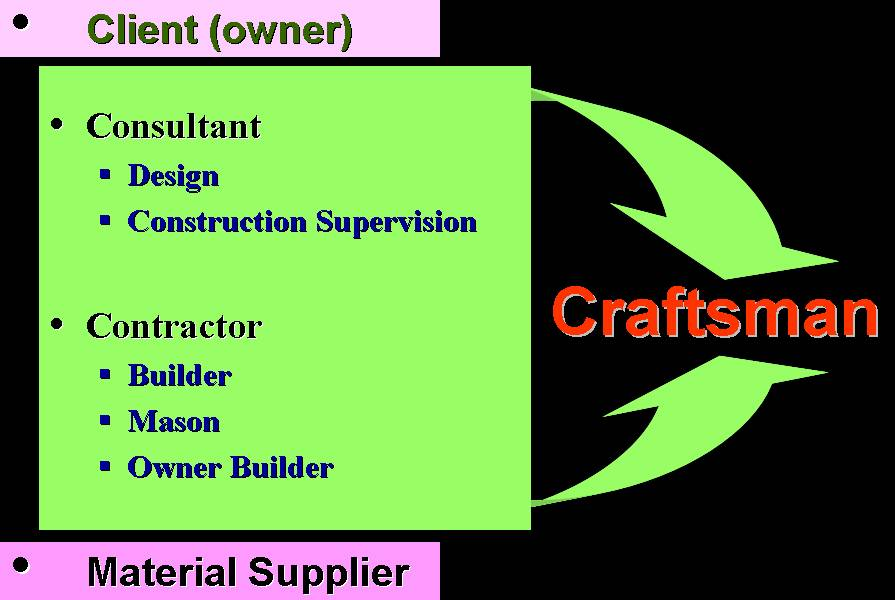 • Client (owner)
• Consultant
▪ Design
▪ Construction Supervision
• Contractor
▪ Builder
▪ Mason
▪ Owner Builder
Craftsman
• Material Supplier